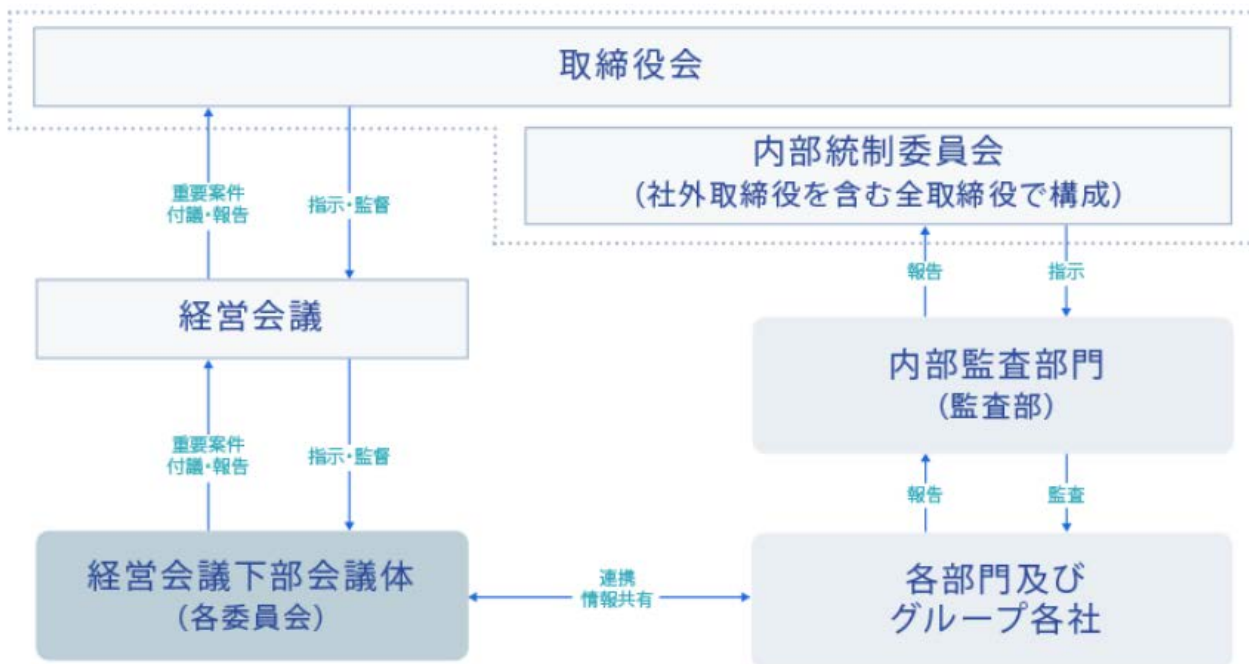 取締役会
内部統制委員会
（社外取締役を含む全取締役で構成）
重要案件
付議・報告
指示・監督
報告
指示
経営会議
内部監査部門
（監査部）
重要案件
付議・報告
指示・監督
報告
監査
経営会議下部会議体
（各委員会）
連携
情報共有
各部門及び
グループ各社